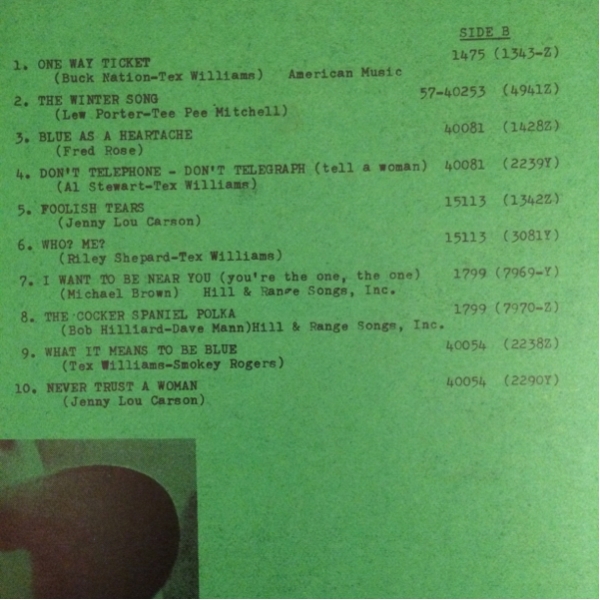 SIDE B
1. ONE WAY TICKET 1475 (1343-Z)
(Buck Nation-Tex Williams) American Music
2. THE WINTER SONG 57-40253 (4941Z)
(Lew Porter-Tee Pee Mitchell)
3. BLUE AS A HEARTACHE 40081 (1428Z)
(Fred Rose)
4. DON'T TELEPHONE - DON'T TELEGRAPH (tell a woman) 40081 (2239Y)
(Al Stewart-Tex Williams)
5. FOOLISH TEARS 15113 (1342Z)
(Jenny Lou Carson)
6. WHO? ME? 15113 (3081Y)
(Riley Shepard-Tex Williams)
7. I WANT TO BE NEAR YOU (you're the one, the one) 1799 (7969-Y)
(Michael Brown) Hill & Range Songs, Inc.
8. THE COCKER SPANIEL POLKA 1799 (7970-Z)
(Bob Hilliard-Dave Mann)Hill & Range Songs, Inc.
9. WHAT IT MEANS TO BE BLUE 40054 (2238Z)
(Tex Williams-Smokey Rogers)
10. NEVER TRUST A WOMAN 40054 (2290Y)
(Jenny Lou Carson)